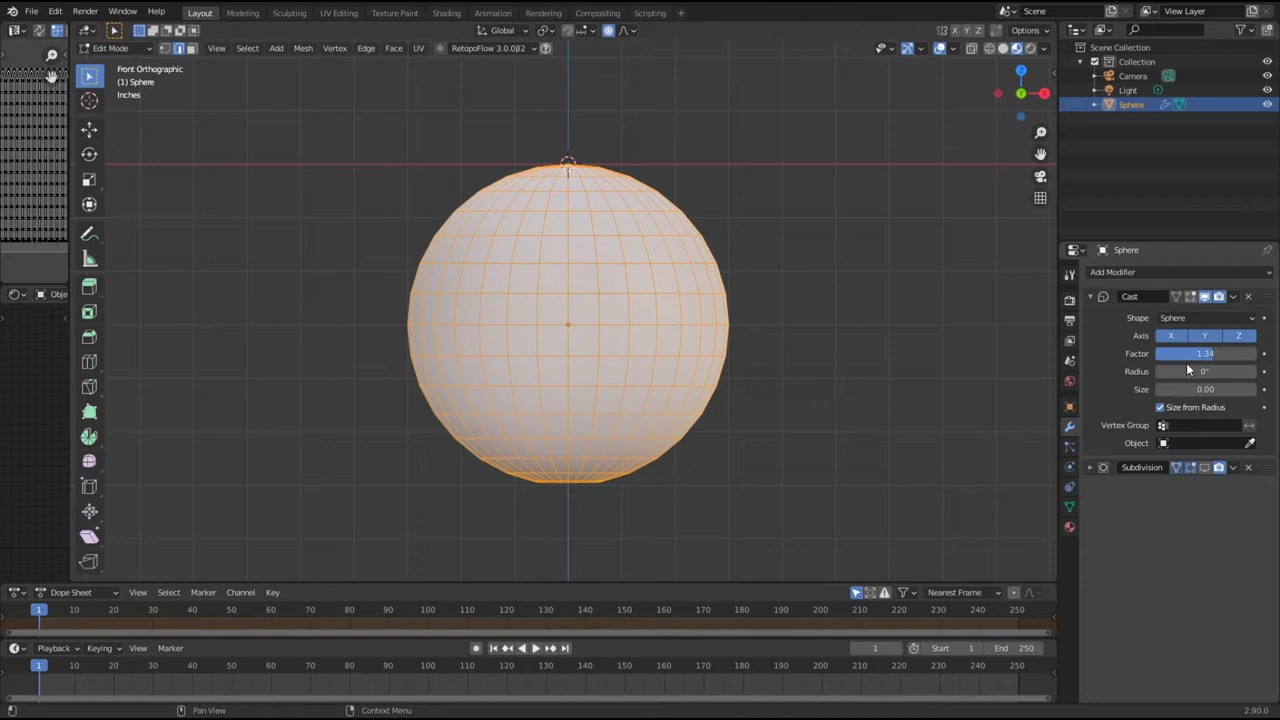 File Edit Render Window Help
Layout Modeling Sculpting UV Editing Texture Paint Shading Animation Rendering Compositing Scripting +
Scene
View Layer
Global
Options
Edit Mode
View Select Add Mesh Vertex Edge Face UV RetopoFlow 3.0.0β2
Front Orthographic
(1) Sphere
Inches
Z
Y
X
X Y Z
Scene Collection
Collection
Camera
Light
Sphere
Sphere
Add Modifier
Cast
Shape Sphere
Axis X Y Z
Factor 1.34
Radius 0"
Size 0.00
Size from Radius
Vertex Group
Object
Subdivision
Obje
Dope Sheet View Select Marker Channel Key Nearest Frame
1 10 20 30 40 50 60 70 80 90 100 110 120 130 140 150 160 170 180 190 200 210 220 230 240 250
Playback Keying View Marker 1 Start 1 End 250
1 10 20 30 40 50 60 70 80 90 100 110 120 130 140 150 160 170 180 190 200 210 220 230 240 250
Pan View Context Menu 2.90.0